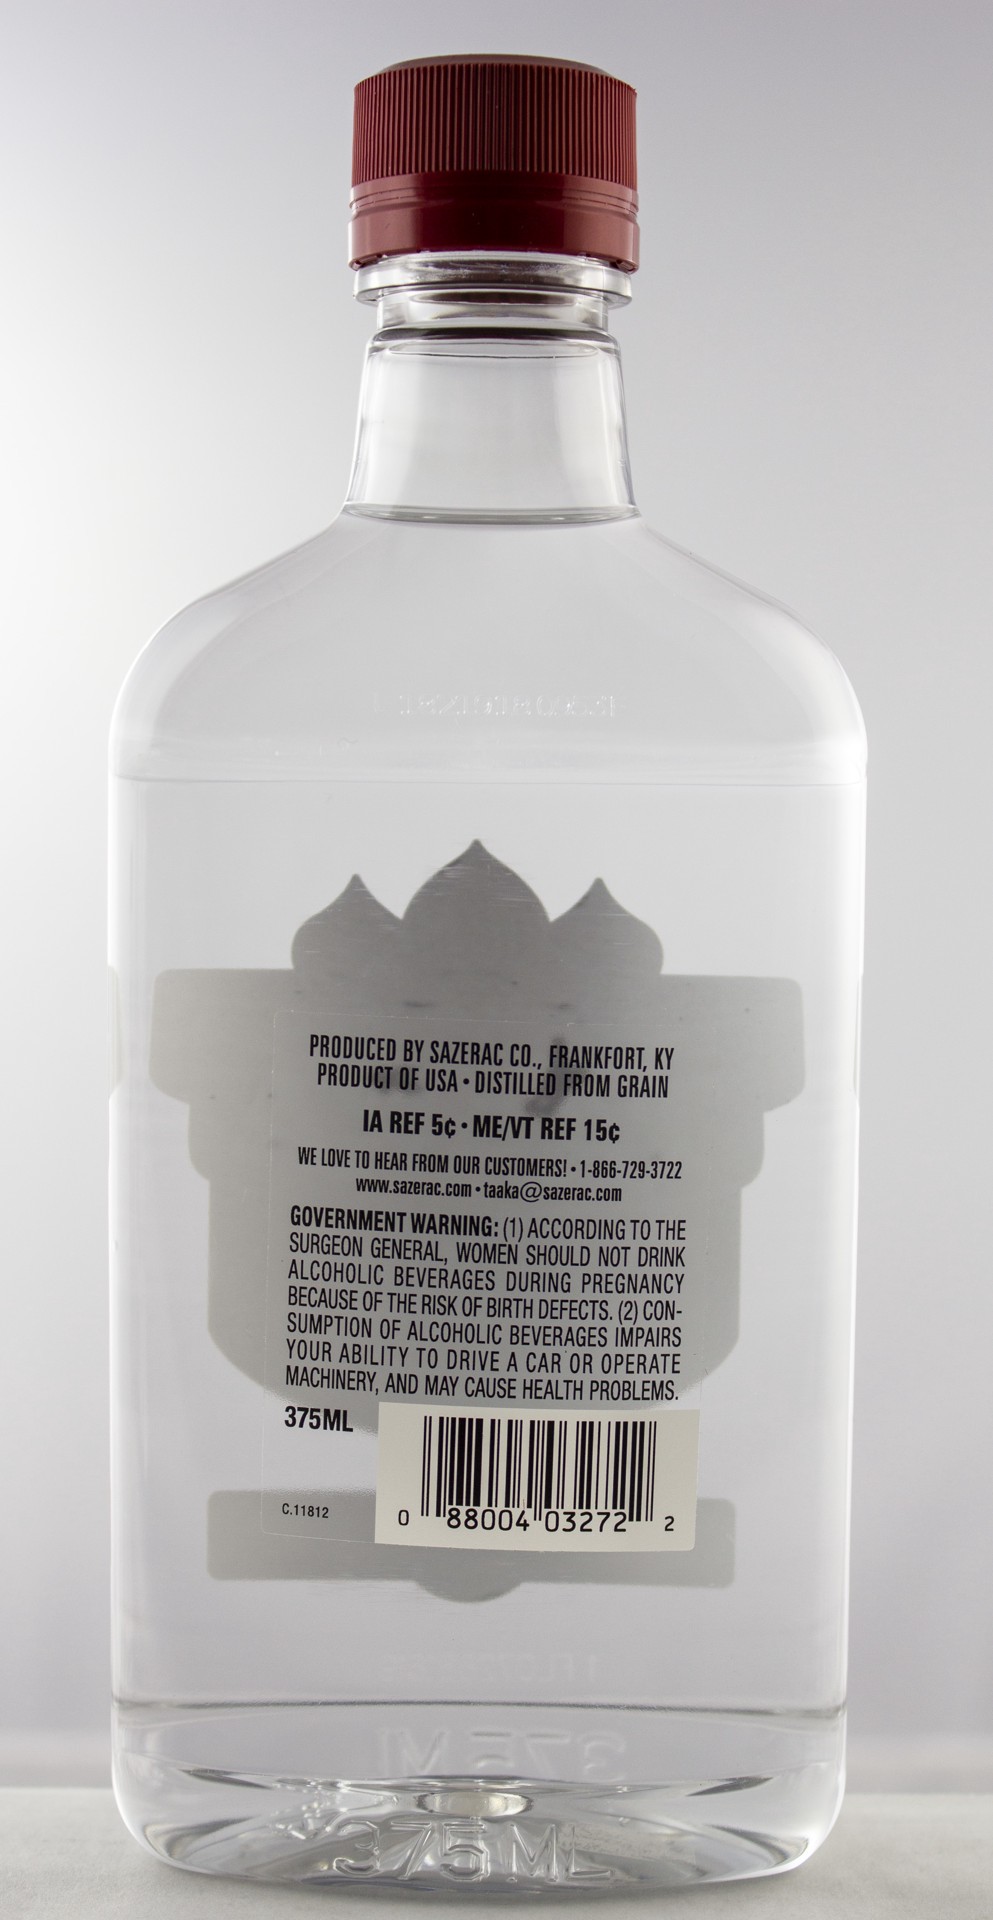 PRODUCED BY SAZERAC CO., FRANKFORT, KY
PRODUCT OF USA • DISTILLED FROM GRAIN
IA REF 5¢ • ME/VT REF 15¢
WE LOVE TO HEAR FROM OUR CUSTOMERS! • 1-866-729-3722
www.sazerac.com • taaka@sazerac.com
GOVERNMENT WARNING: (1) ACCORDING TO THE
SURGEON GENERAL, WOMEN SHOULD NOT DRINK
ALCOHOLIC BEVERAGES DURING PREGNANCY
BECAUSE OF THE RISK OF BIRTH DEFECTS. (2) CON-
SUMPTION OF ALCOHOLIC BEVERAGES IMPAIRS
YOUR ABILITY TO DRIVE A CAR OR OPERATE
MACHINERY, AND MAY CAUSE HEALTH PROBLEMS.
375ML
C.11812
0 88004 03272 2
375 ML
375 ML